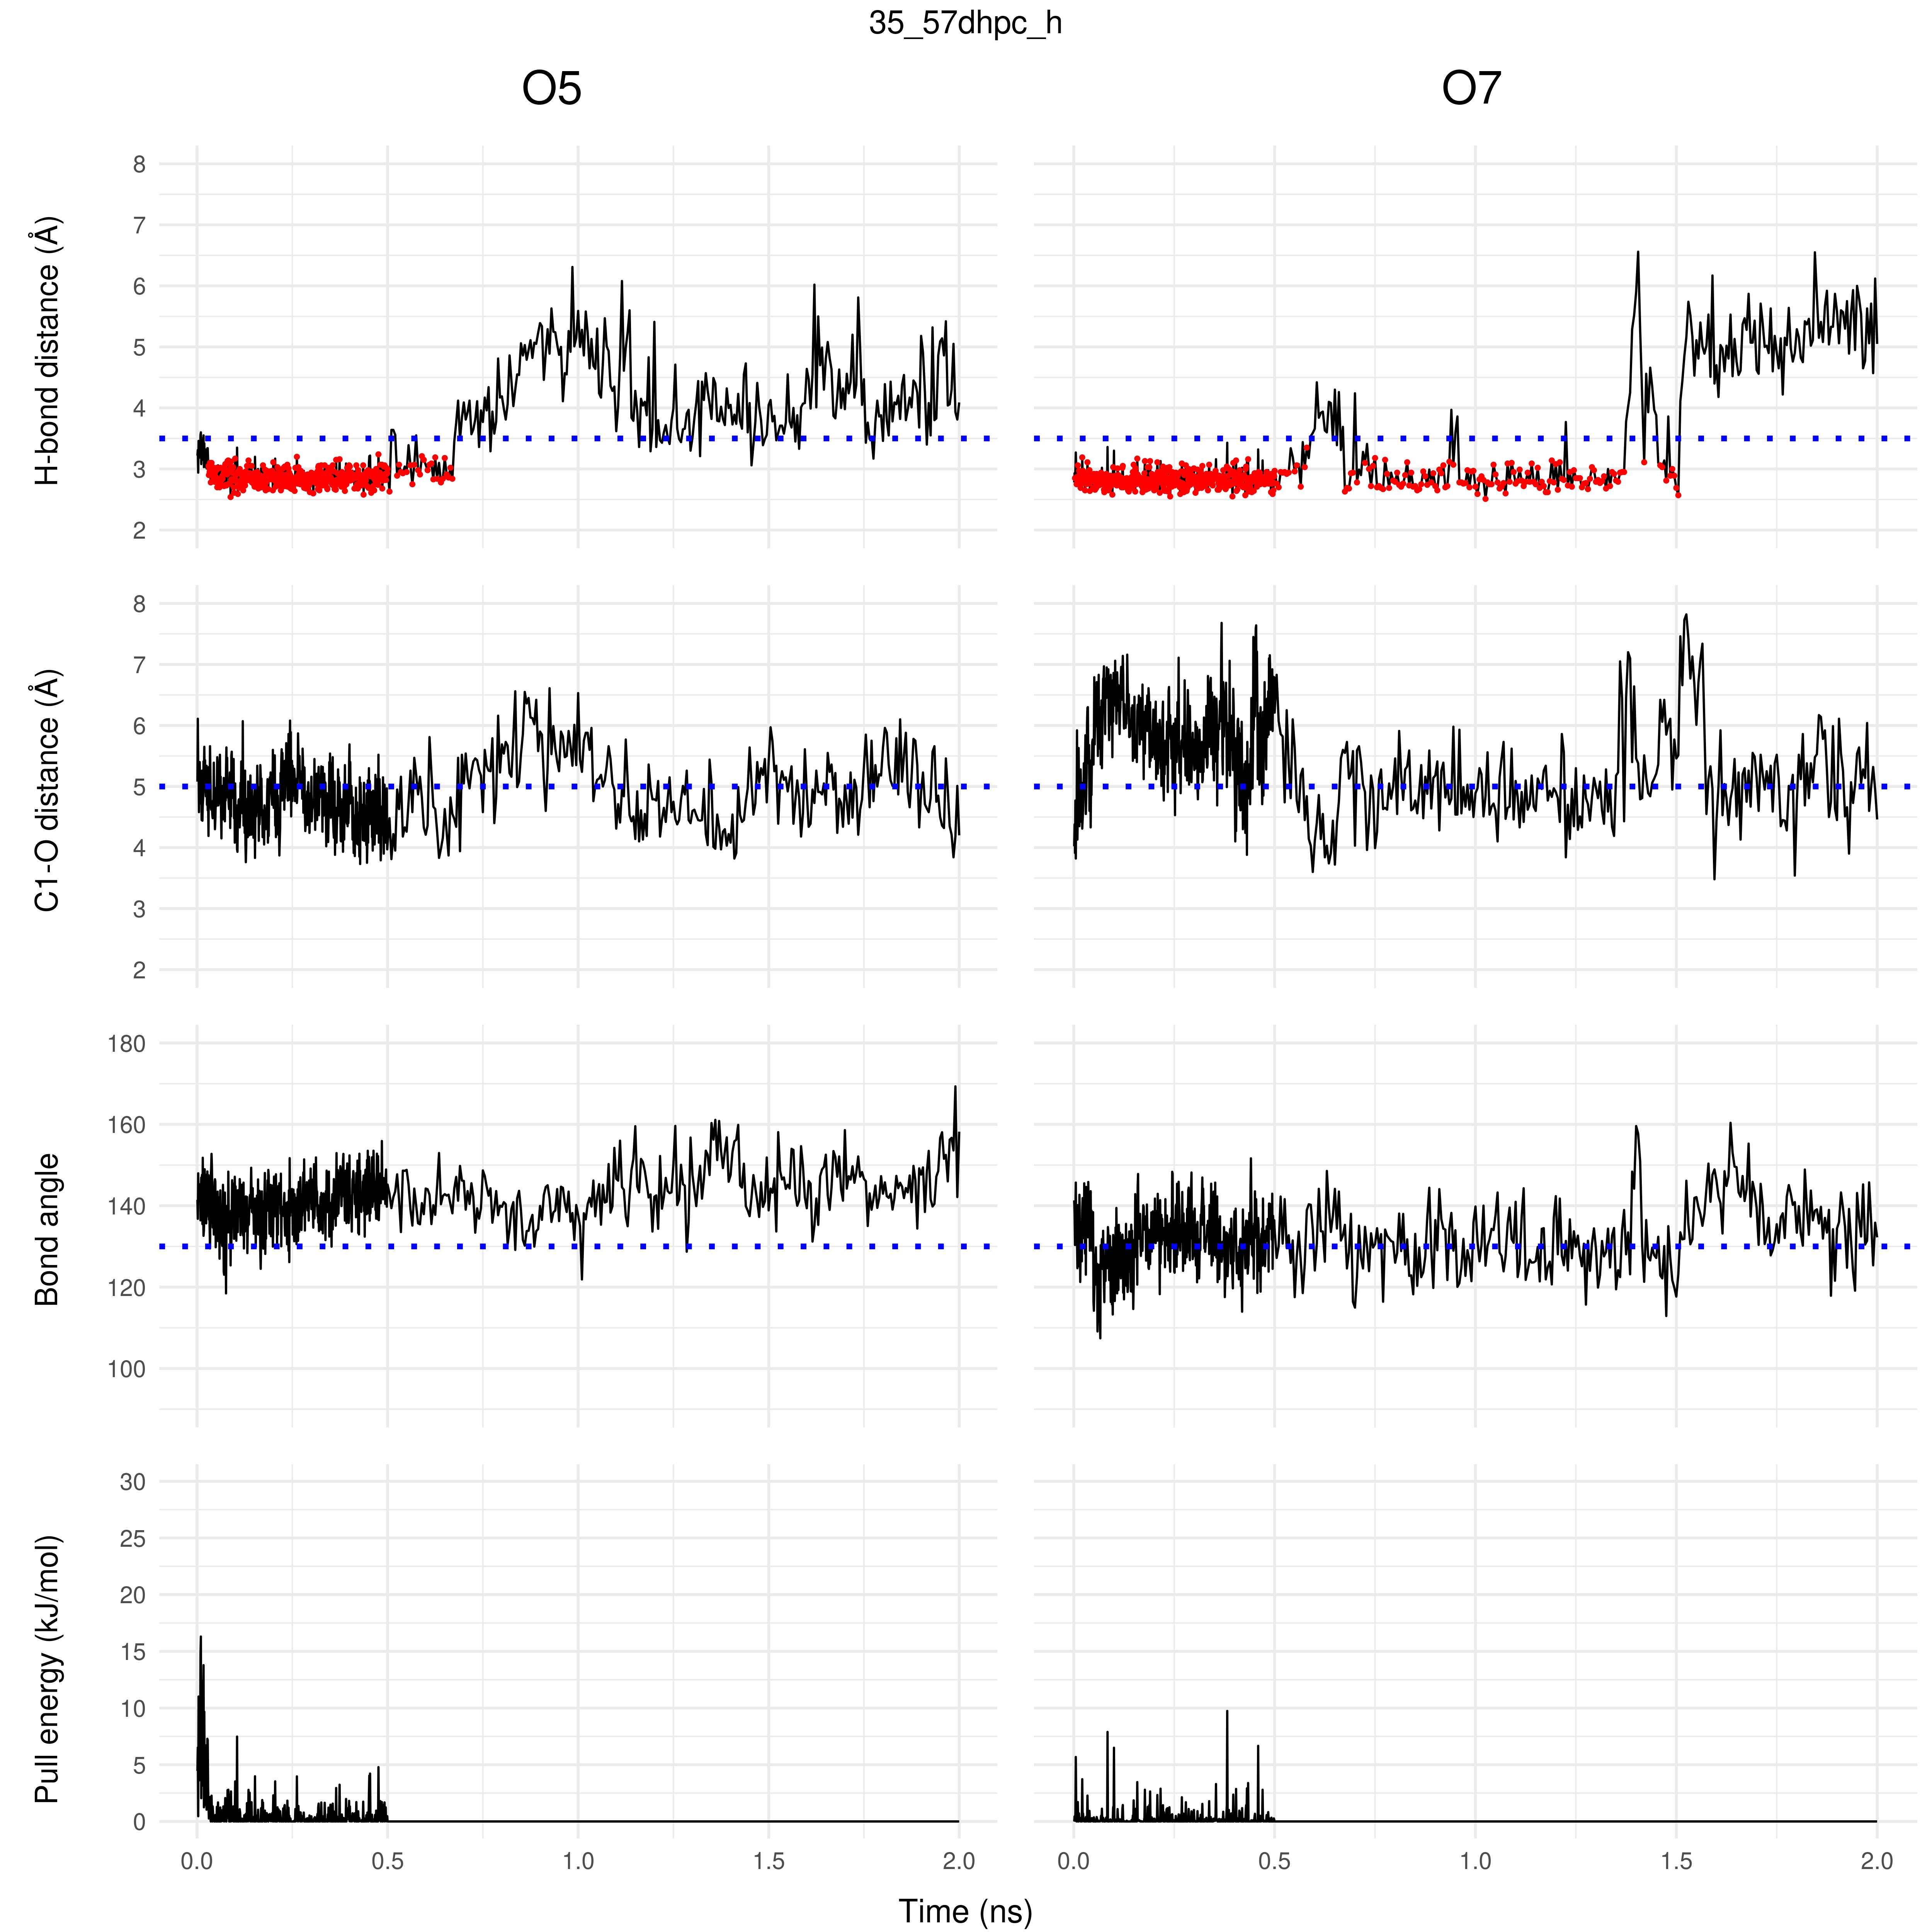 35_57dhpc_h
O5
O7
H-bond distance (Å)
8
7
6
5
4
3
2
C1-O distance (Å)
8
7
6
5
4
3
2
Bond angle
180
160
140
120
100
Pull energy (kJ/mol)
30
25
20
15
10
5
0
0.0 0.5 1.0 1.5 2.0 0.0 0.5 1.0 1.5 2.0
Time (ns)